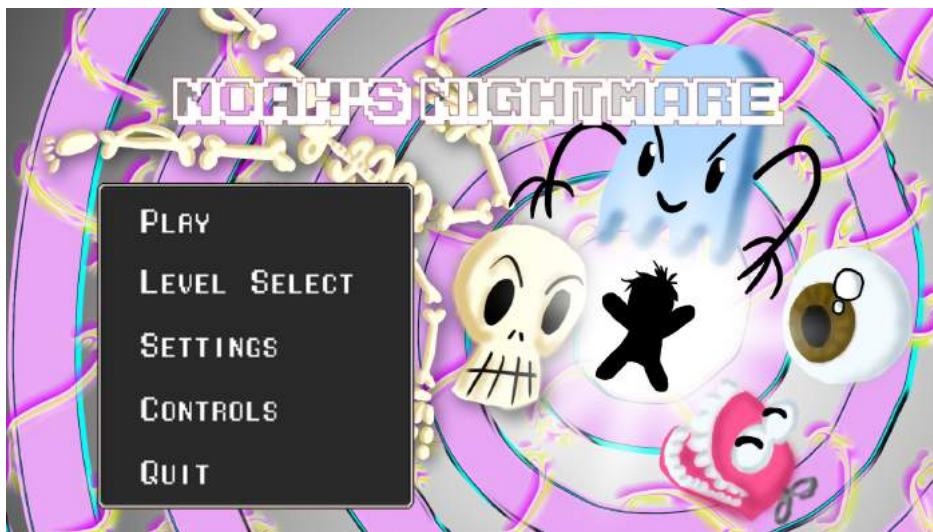 NOAH'S NIGHTMARE
PLAY
LEVEL SELECT
SETTINGS
CONTROLS
QUIT